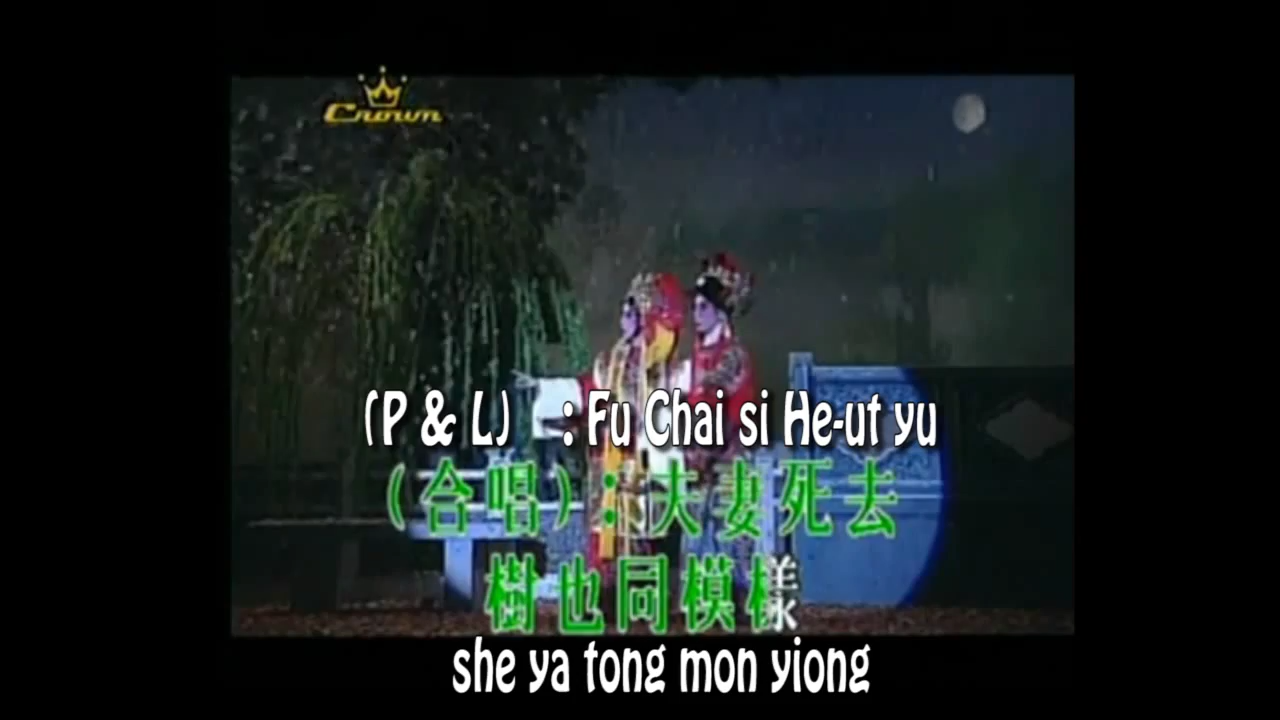 Crown
(P & L) : Fu Chai si He-ut yu
(合唱):夫妻死去
樹也同模樣
she ya tong mon yiong